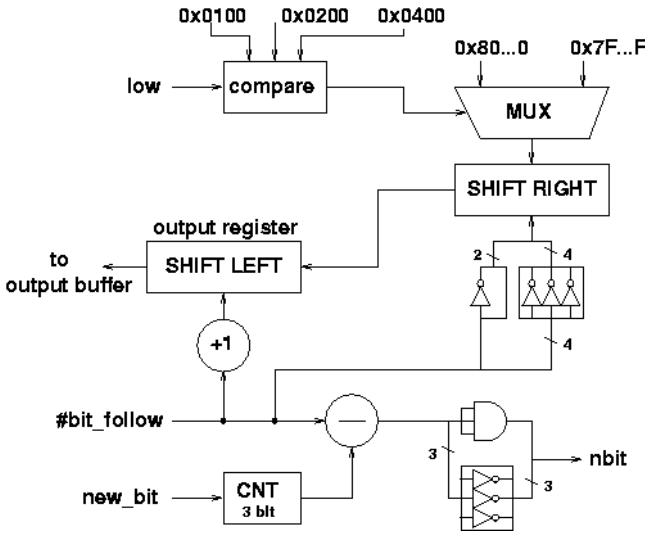 0x0100 0x0200 0x0400
0x80...0 0x7F...F
low
compare
MUX
SHIFT RIGHT
output register
to
output buffer
SHIFT LEFT
2 4
+1
4
#bit_follow
—
3
nbit
3
new_bit
CNT
3 bit